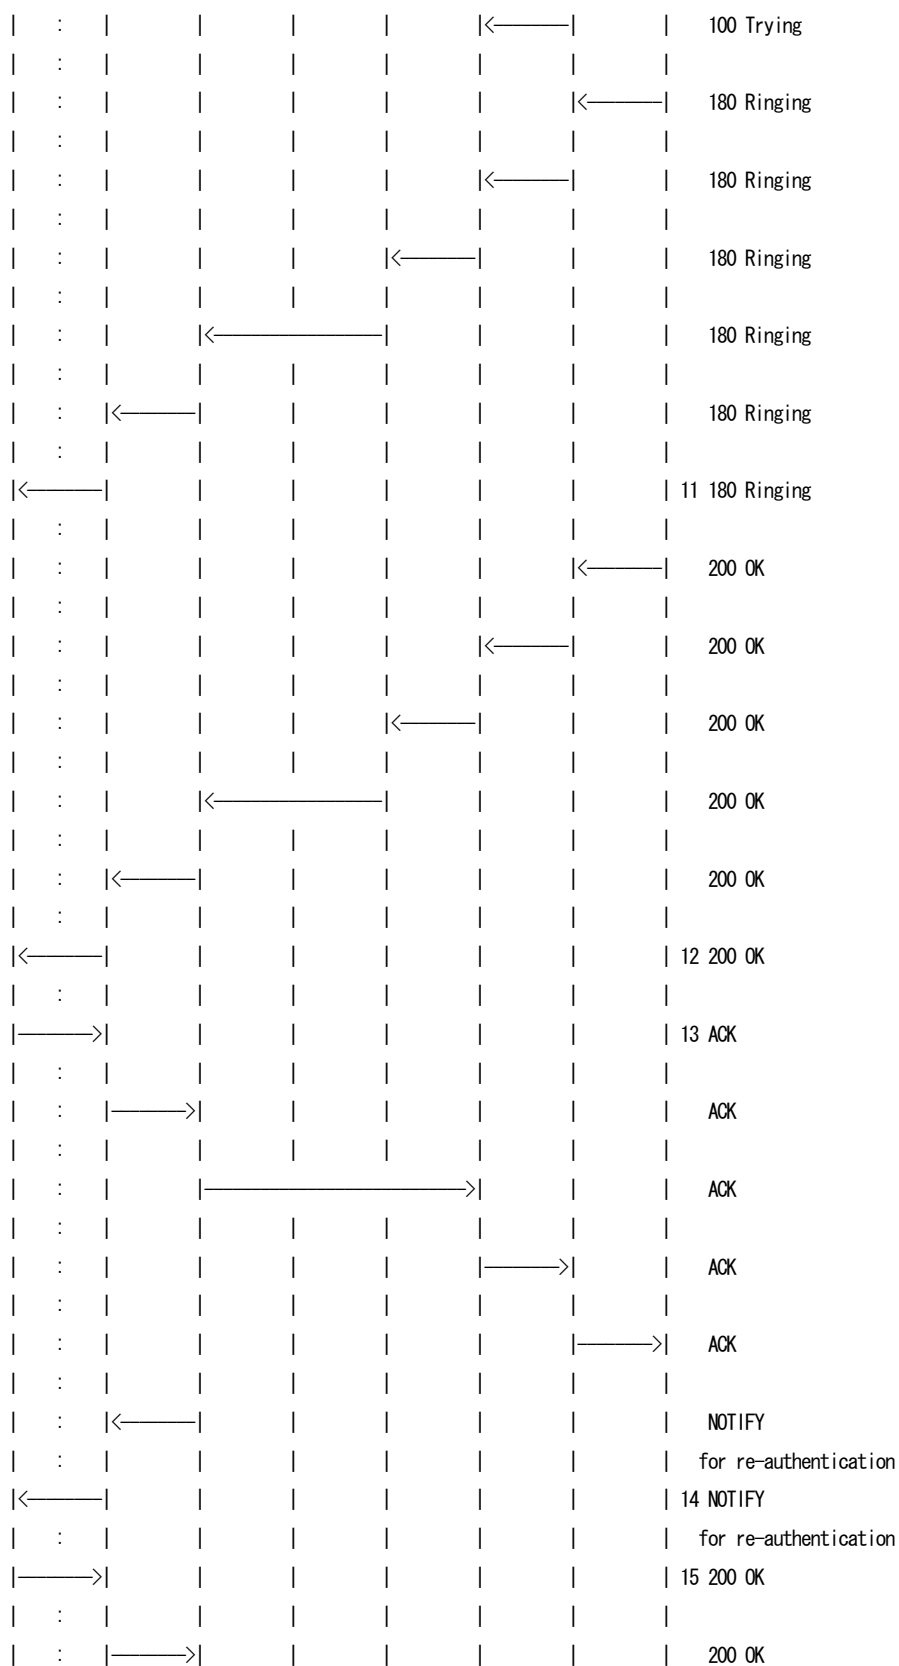 100 Trying
:
180 Ringing
:
180 Ringing
:
180 Ringing
:
180 Ringing
:
180 Ringing
:
11 180 Ringing
:
200 OK
:
200 OK
:
200 OK
:
200 OK
:
200 OK
:
12 200 OK
:
13 ACK
:
ACK
:
ACK
:
ACK
:
ACK
:
NOTIFY
for re-authentication
14 NOTIFY
for re-authentication
15 200 OK
:
200 OK